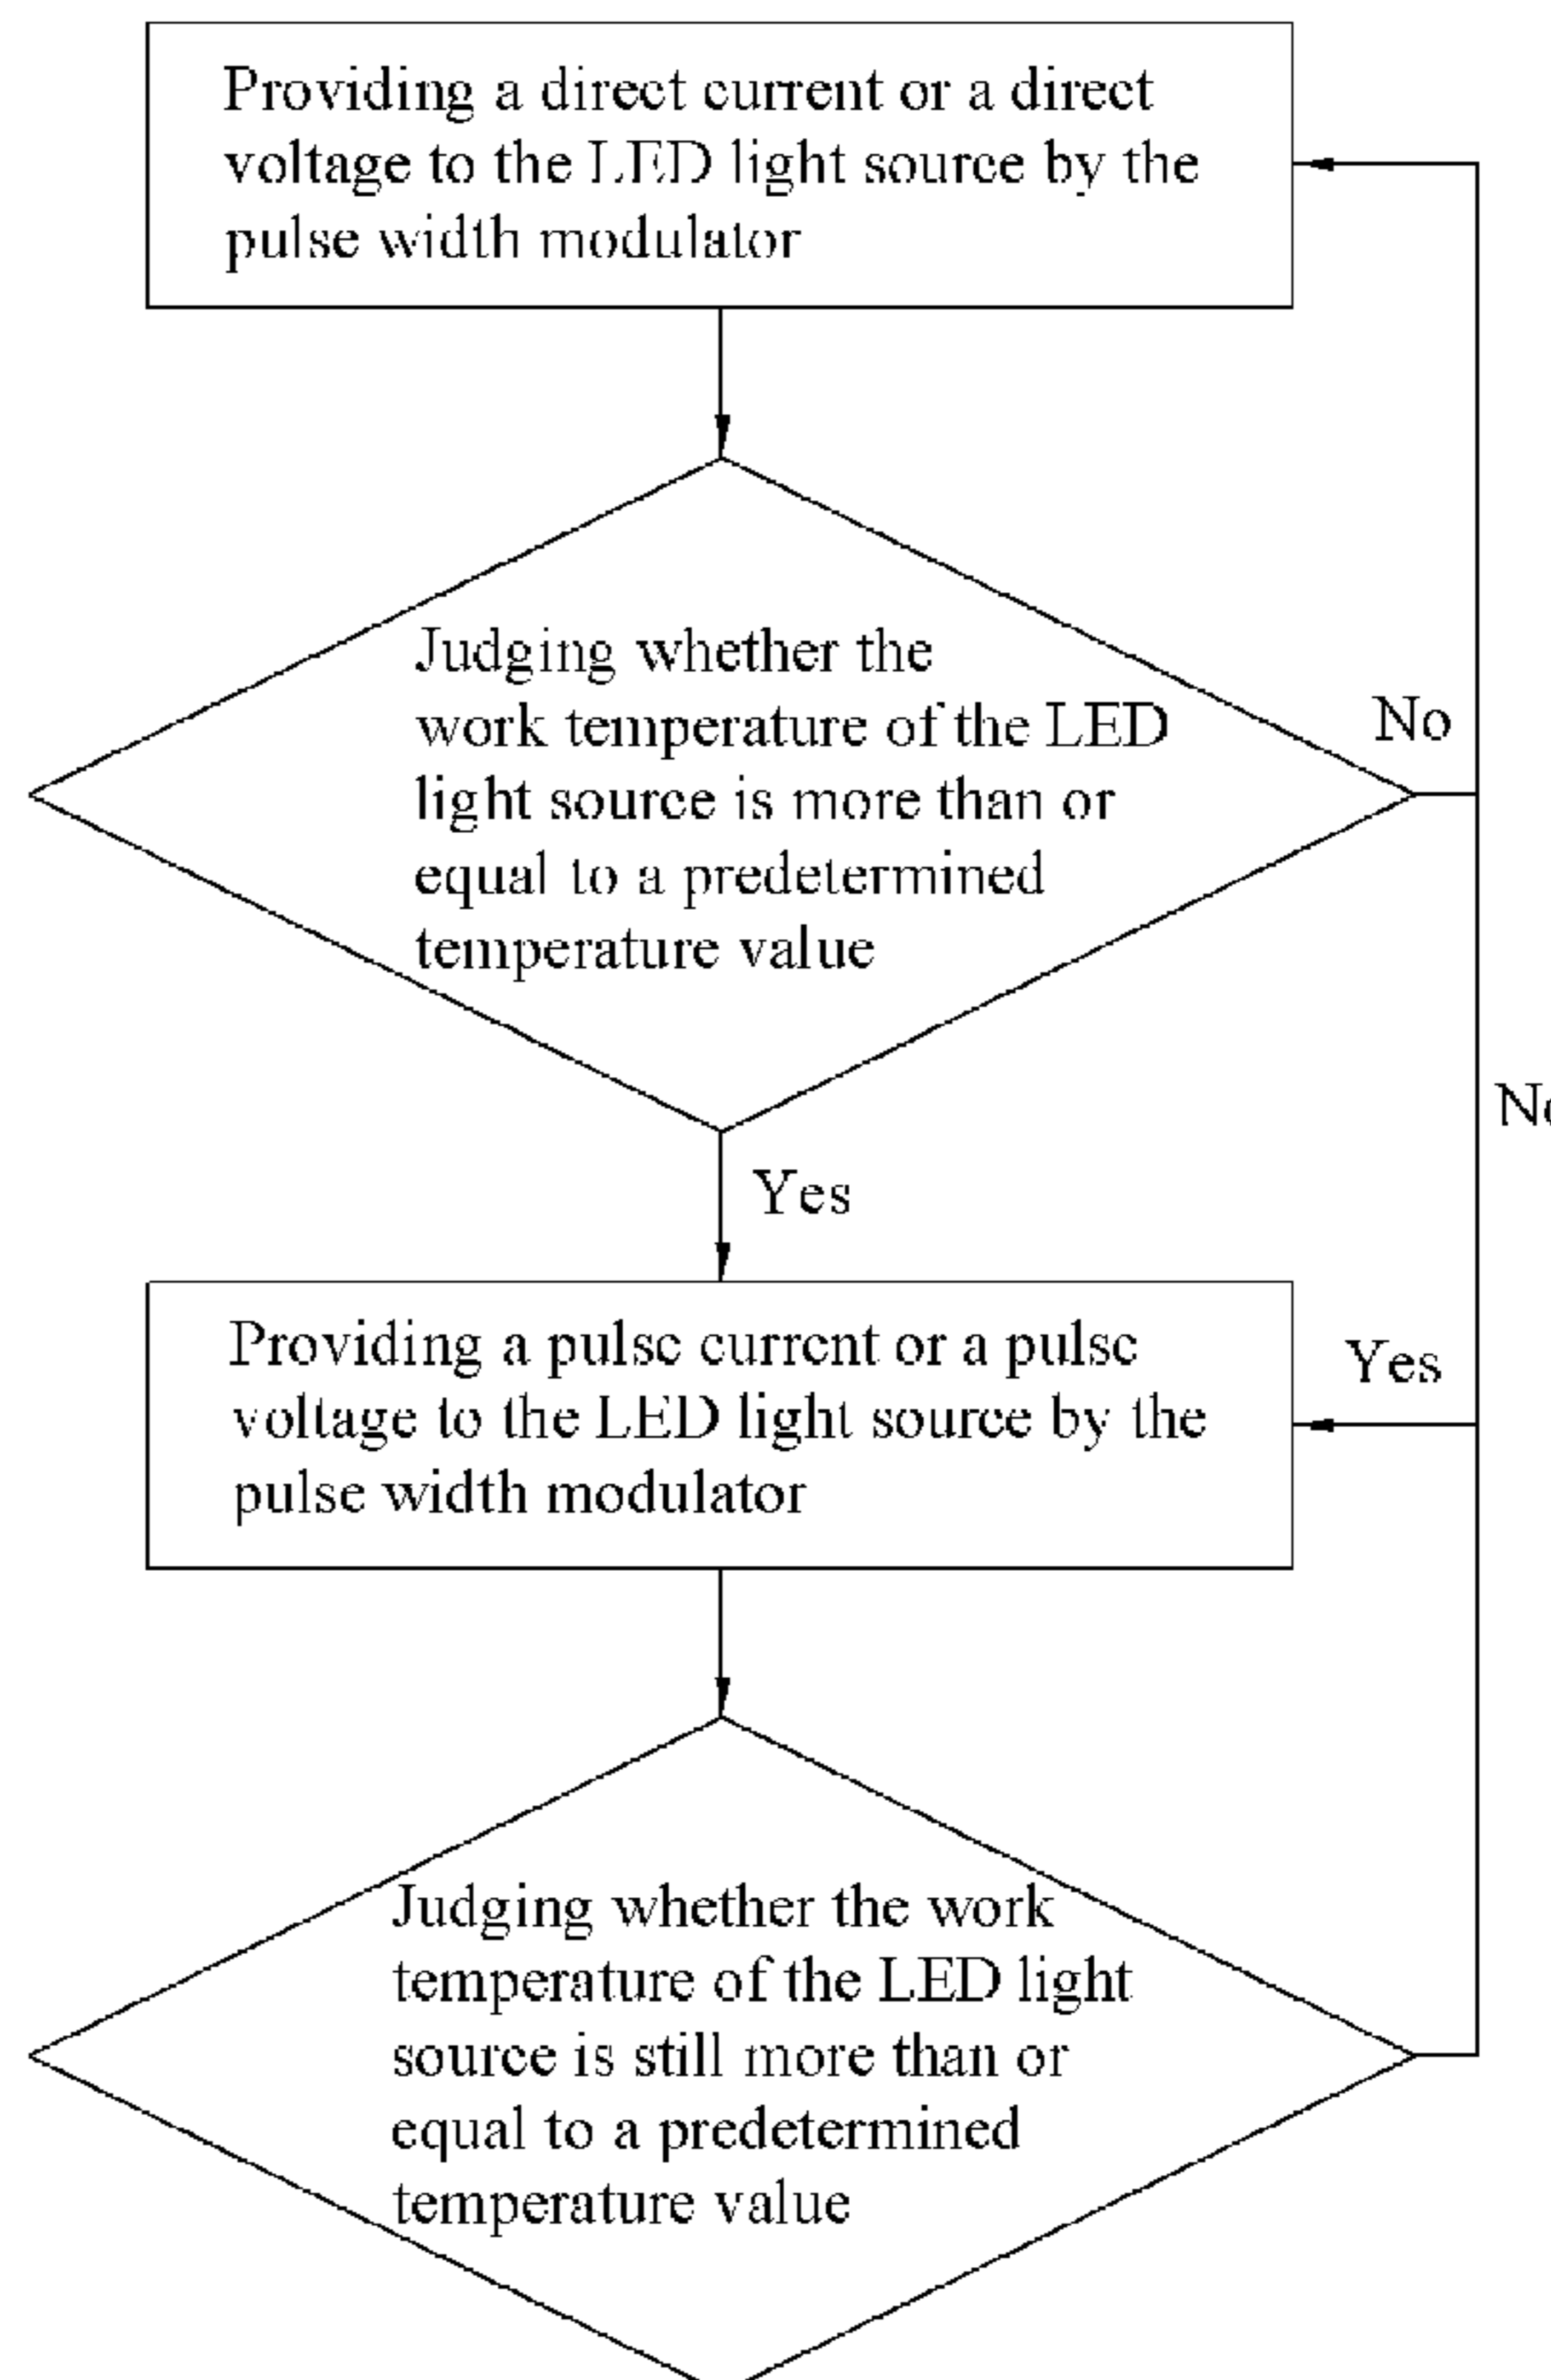 Providing a direct current or a direct
voltage to the LED light source by the
pulse width modulator
Judging whether the
work temperature of the LED
light source is more than or
equal to a predetermined
temperature value
No
No
Yes
Providing a pulse current or a pulse
voltage to the LED light source by the
pulse width modulator
Yes
Judging whether the work
temperature of the LED light
source is still more than or
equal to a predetermined
temperature value